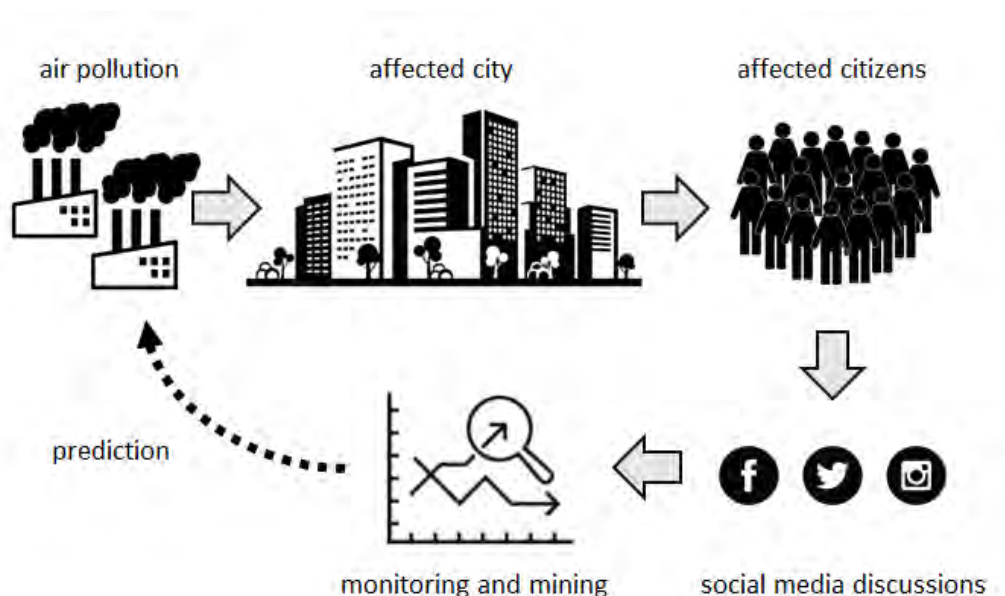 air pollution
affected city
affected citizens
prediction
monitoring and mining
social media discussions